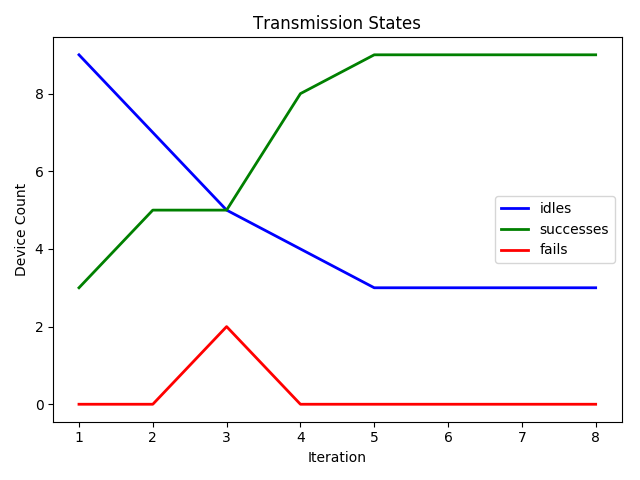 Transmission States
Device Count
8
6
4
2
0
idles
successes
fails
1 2 3 4 5 6 7 8
Iteration